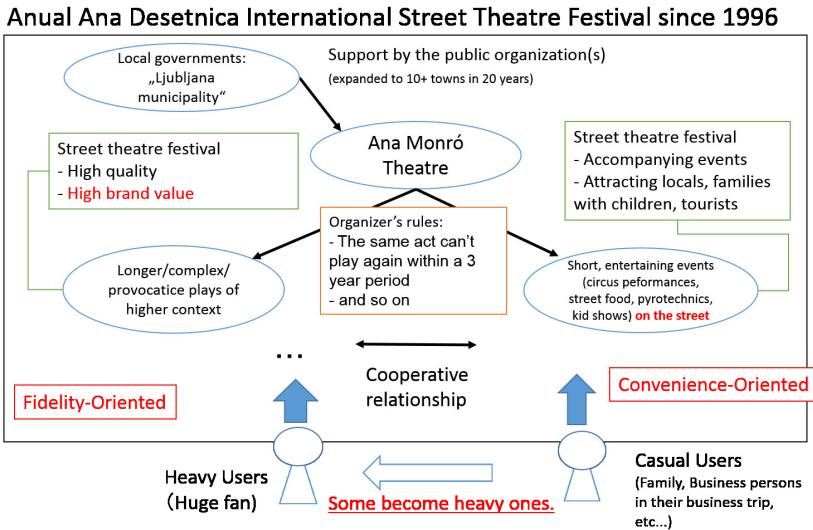 Anual Ana Desetnica International Street Theatre Festival since 1996
Local governments:
„Ljubljana
municipality“
Support by the public organization(s)
(expanded to 10+ towns in 20 years)
Street theatre festival
- High quality
- High brand value
Ana Monró
Theatre
Street theatre festival
- Accompanying events
- Attracting locals, families
with children, tourists
Organizer’s rules:
- The same act can’t
play again within a 3
year period
- and so on
Longer/complex/
provocatice plays of
higher context
Short, entertaining events
(circus peformances,
street food, pyrotechnics,
kid shows) on the street
...
Cooperative
relationship
Fidelity-Oriented
Convenience-Oriented
Heavy Users
(Huge fan)
Some become heavy ones.
Casual Users
(Family, Business persons
in their business trip,
etc...)